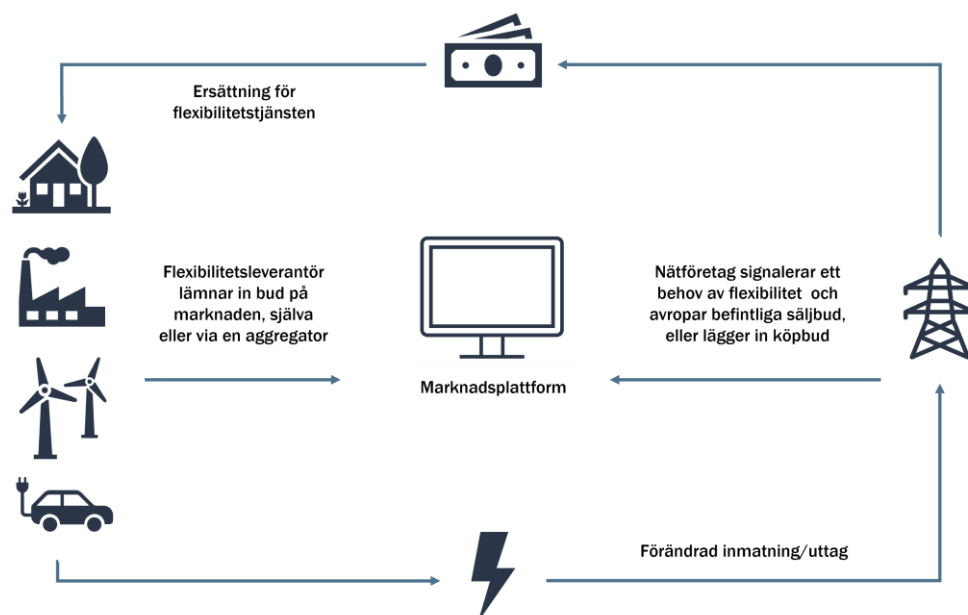 Ersättning för
flexibilitetstjänsten
Flexibilitetsleverantör
lämnar in bud på
marknaden, själva
eller via en aggregator
Marknadsplattform
Nätföretag signalerar ett
behov av flexibilitet och
avropar befintliga säljbud,
eller lägger in köpbud
Förändrad inmatning/uttag